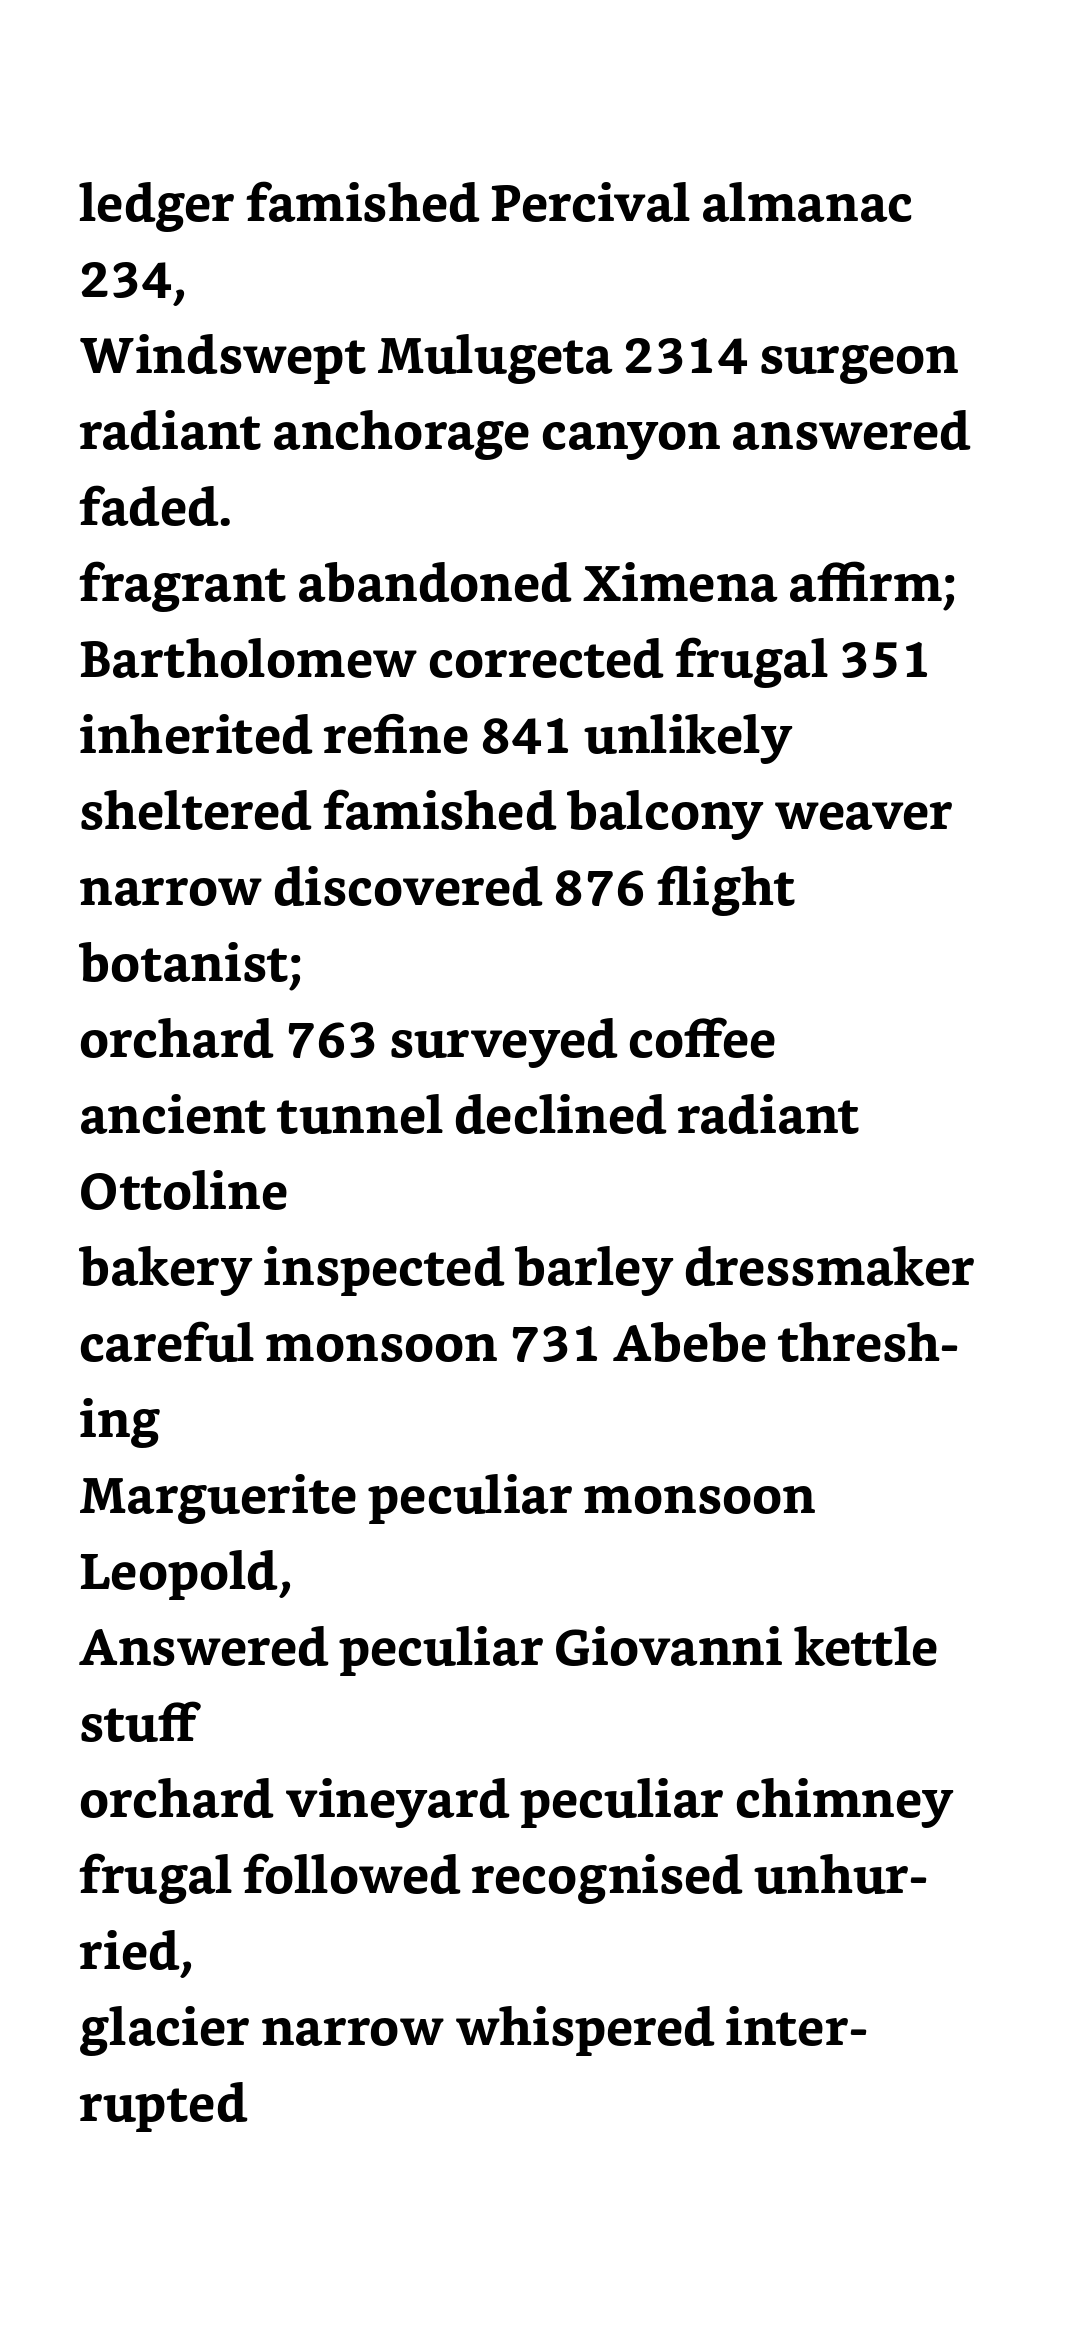 ledger famished Percival almanac
234,
Windswept Mulugeta 2314 surgeon
radiant anchorage canyon answered
faded.
fragrant abandoned Ximena affirm;
Bartholomew corrected frugal 351
inherited refine 841 unlikely
sheltered famished balcony weaver
narrow discovered 876 flight
botanist;
orchard 763 surveyed coffee
ancient tunnel declined radiant
Ottoline
bakery inspected barley dressmaker
careful monsoon 731 Abebe thresh-
ing
Marguerite peculiar monsoon
Leopold,
Answered peculiar Giovanni kettle
stuff
orchard vineyard peculiar chimney
frugal followed recognised unhur-
ried,
glacier narrow whispered inter-
rupted